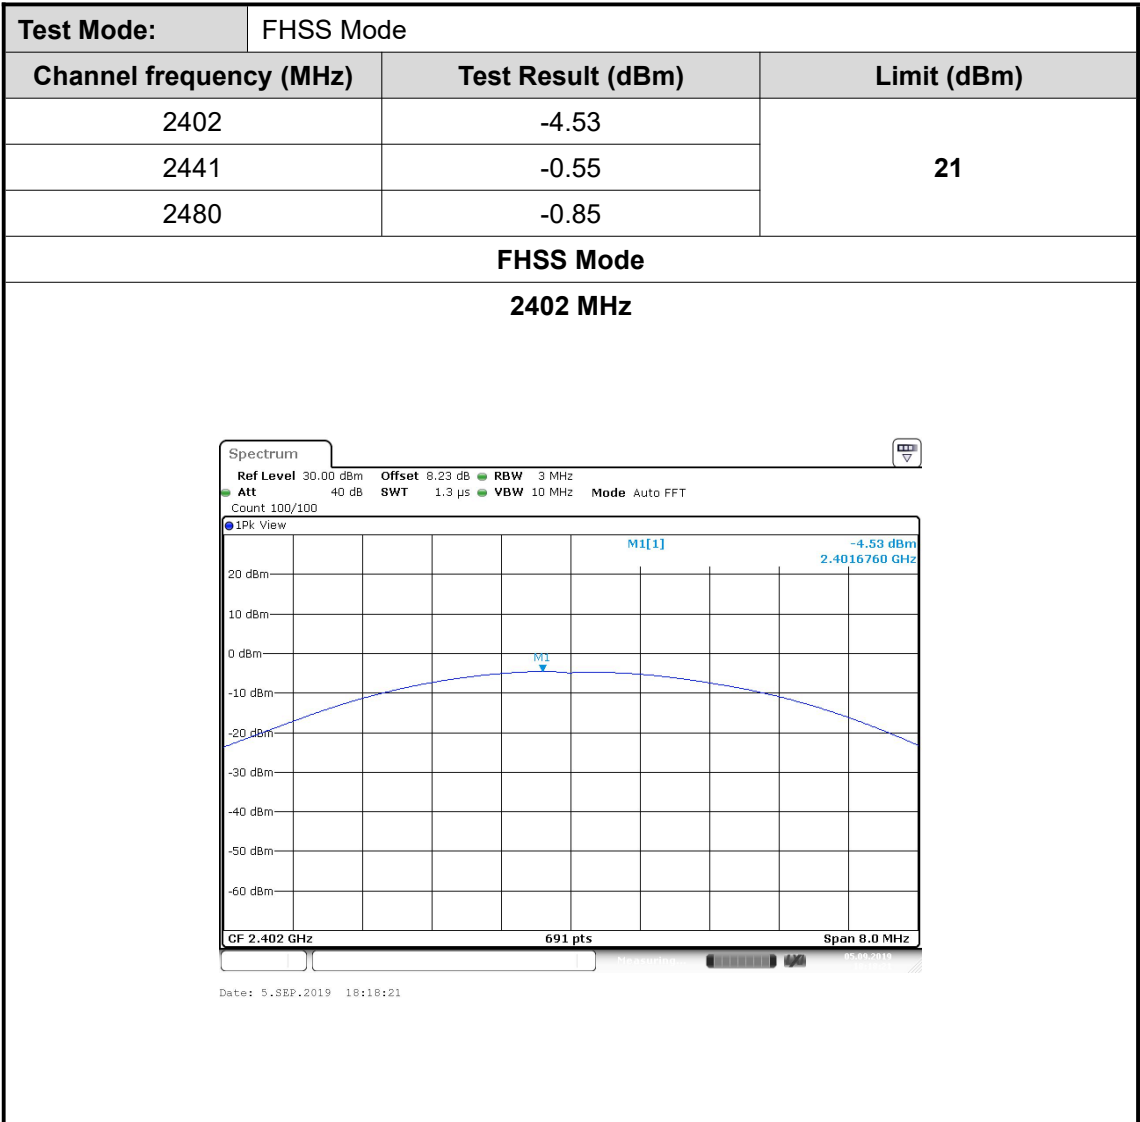 Test Mode: FHSS Mode
Channel frequency (MHz) Test Result (dBm) Limit (dBm)
2402 -4.53
2441 -0.55 21
2480 -0.85
FHSS Mode
2402 MHz
Spectrum
Ref Level 30.00 dBm Offset 8.23 dB RBW 3 MHz
Att 40 dB SWT 1.3 µs VBW 10 MHz Mode Auto FFT
Count 100/100
1Pk View
M1[1] -4.53 dBm
2.4016760 GHz
20 dBm
10 dBm
0 dBm
M1
-10 dBm
-20 dBm
-30 dBm
-40 dBm
-50 dBm
-60 dBm
CF 2.402 GHz 691 pts Span 8.0 MHz
Measuring 05.09.2019
Date: 5.SEP.2019 18:18:21